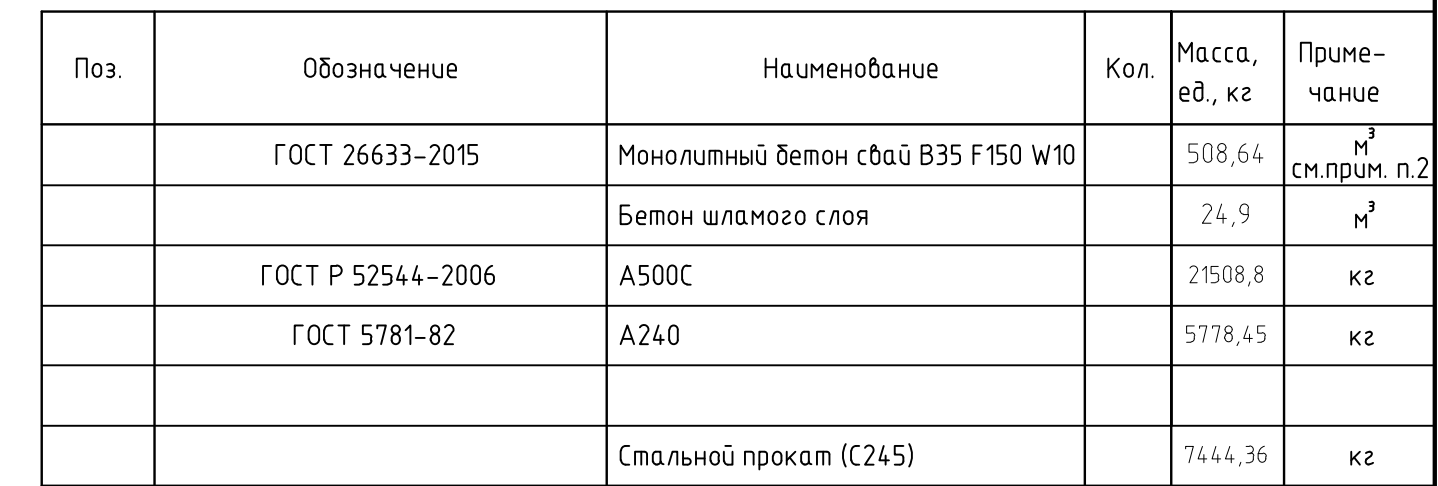 Поз. Обозначение Наименование Кол. Масса, ед., кг Приме-чание
ГОСТ 26633-2015 Монолитный бетон свай В35 F150 W10 508,64 м³ см.прим. п.2
Бетон шламого слоя 24,9 м³
ГОСТ Р 52544-2006 А500С 21508,8 кг
ГОСТ 5781-82 А240 5778,45 кг
Стальной прокат (С245) 7444,36 кг